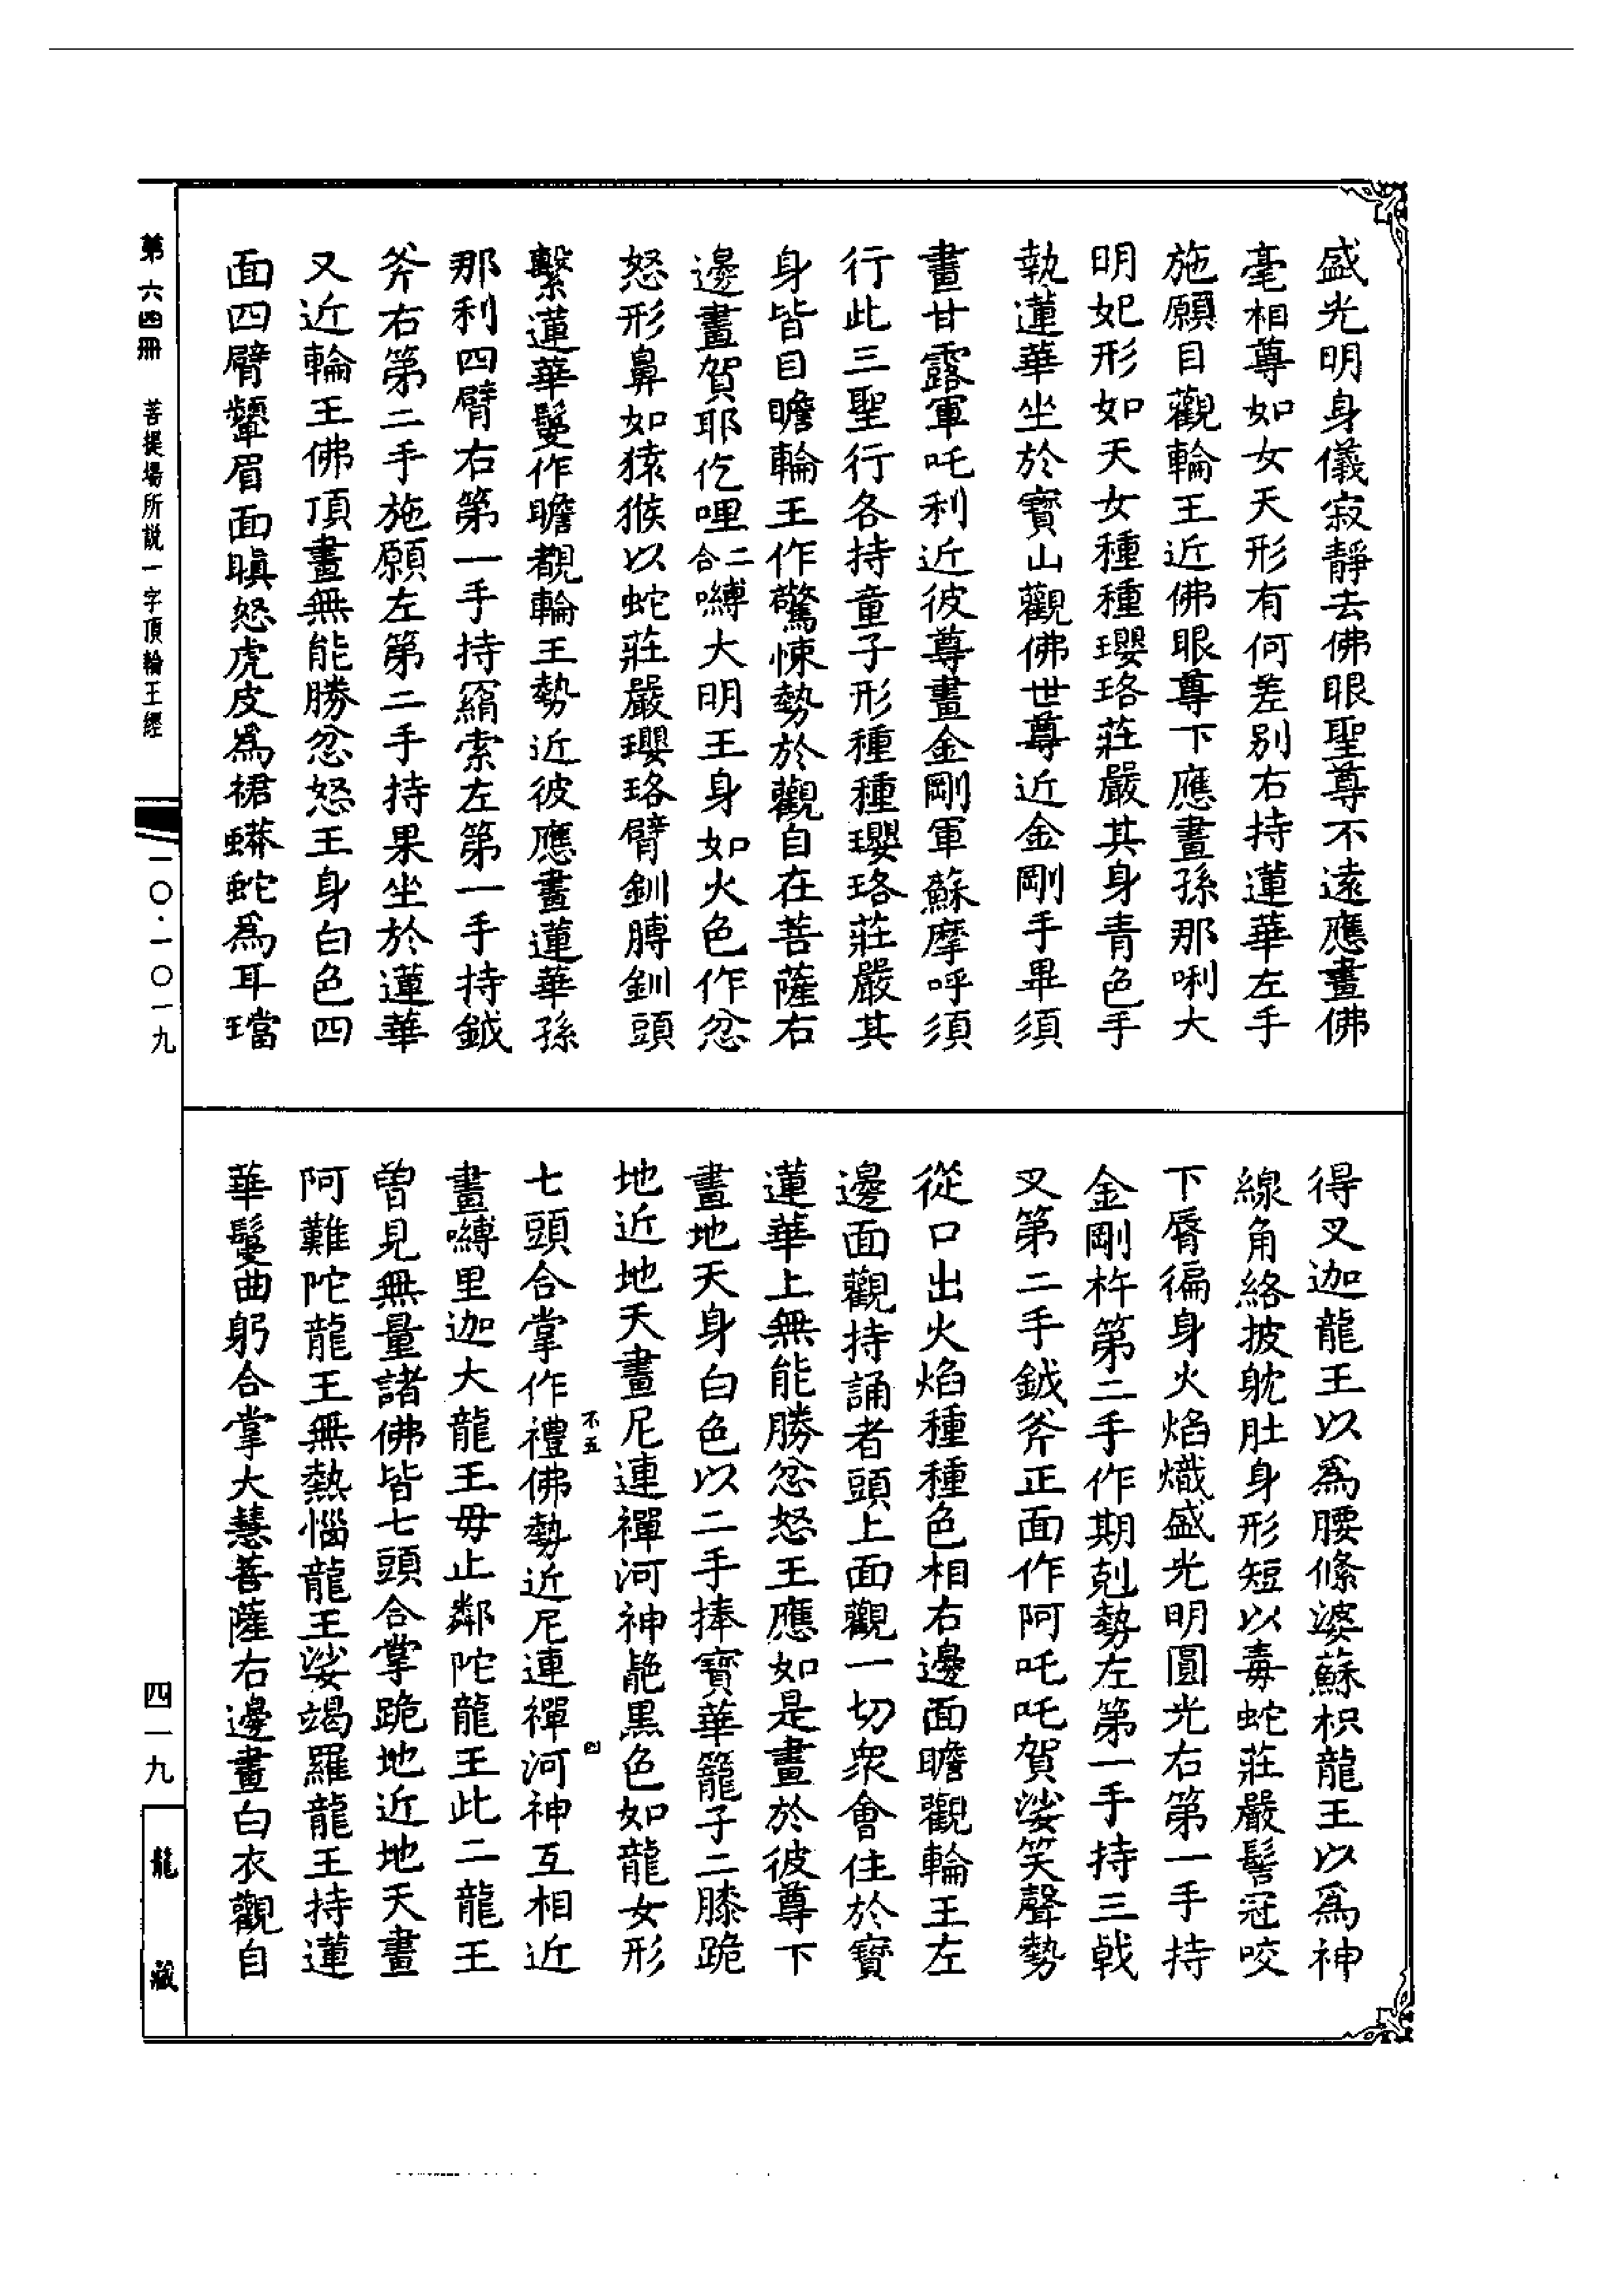 盛光明身儀寂靜去佛眼聖尊不遠應畫佛
毫相尊如女天形有何差別右持蓮華左手
施願目觀輪王近佛眼尊下應畫孫那唎大
明妃形如天女種種瓔珞莊嚴其身青色手
執蓮華坐於寶山觀佛世尊近金剛手畢須
畫甘露軍吒利近彼尊畫金剛軍蘇摩呼須
行此三聖行各持童子形種種瓔珞莊嚴其
身皆目瞻輪王作驚悚勢於觀自在菩薩右
邊畫賀耶仡哩二合嚩大明王身如火色作忿
怒形鼻如猿猴以蛇莊嚴瓔珞臂釧膊釧頭
繫蓮華鬘作瞻覩輪王勢近彼應畫蓮華孫
那利四臂右第一手持羂索左第一手持鉞
斧右第二手施願左第二手持果坐於蓮華
又近輪王佛頂畫無能勝忿怒王身白色四
面四臂顰眉面瞋怒虎皮為裙蟒蛇為耳璫
得叉迦龍王以為腰絛婆蘇枳龍王以為神
線角絡披躭肚身形短以毒蛇莊嚴髻冠咬
下脣徧身火焰熾盛光明圓光右第一手持
金剛杵第二手作期剋勢左第一手持三戟
叉第二手鉞斧正面作阿吒吒賀娑笑聲勢
從口出火焰種種色相右邊面瞻觀輪王左
邊面觀持誦者頭上面觀一切眾會住於寶
蓮華上無能勝忿怒王應如是畫於彼尊下
畫地天身白色以二手捧寶華籠子二膝跪
地近地天畫尼連禪河神艴黑色如龍女形
七頭合掌作禮佛勢近尼連禪河神互相近
不五
四
畫嚩里迦大龍王毋止鄰陀龍王此二龍王
曾見無量諸佛皆七頭合掌跪地近地天畫
阿難陀龍王無熱惱龍王娑竭羅龍王持蓮
華鬘曲躬合掌大慧菩薩右邊畫白衣觀自
第六四冊 菩提場所說一字頂輪王經
一〇·一〇一九
四一九
龍藏